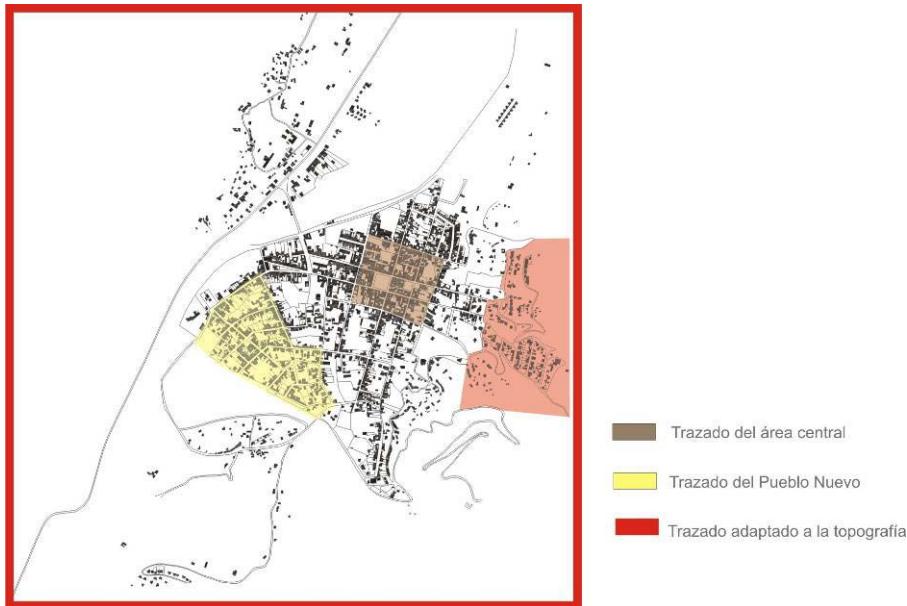 Trazado del área central
Trazado del Pueblo Nuevo
Trazado adaptado a la topografía